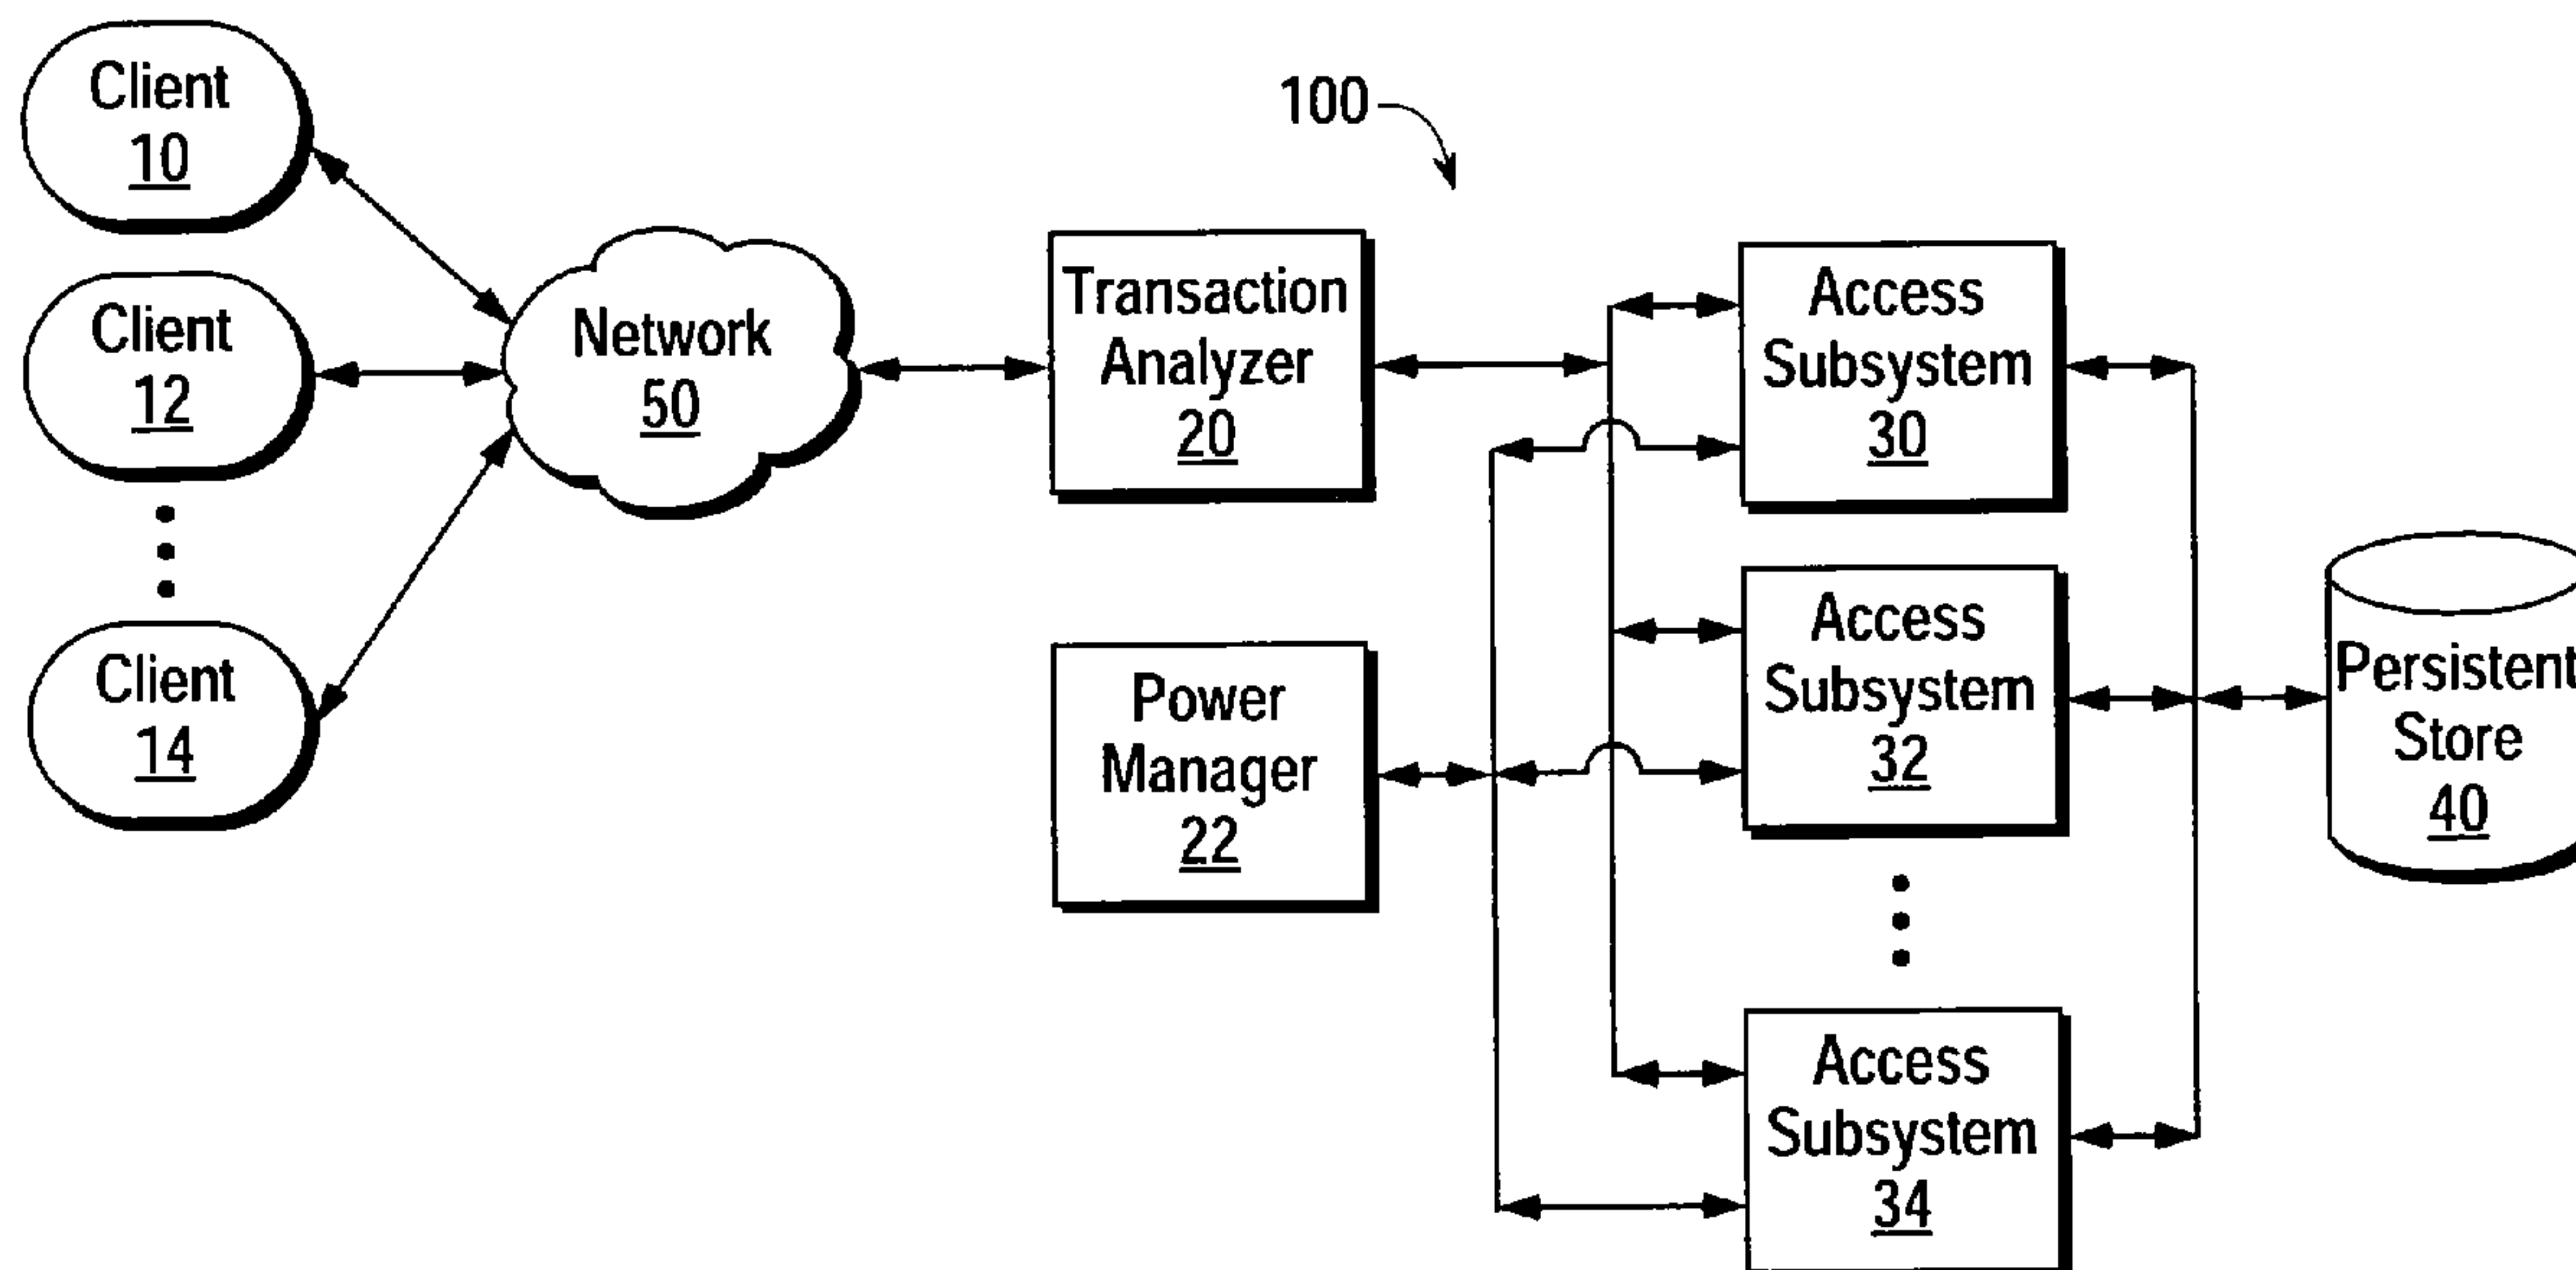 Client
10
Client
12
Client
14
Network
50
100
Transaction
Analyzer
20
Power
Manager
22
Access
Subsystem
30
Access
Subsystem
32
Access
Subsystem
34
Persistent
Store
40